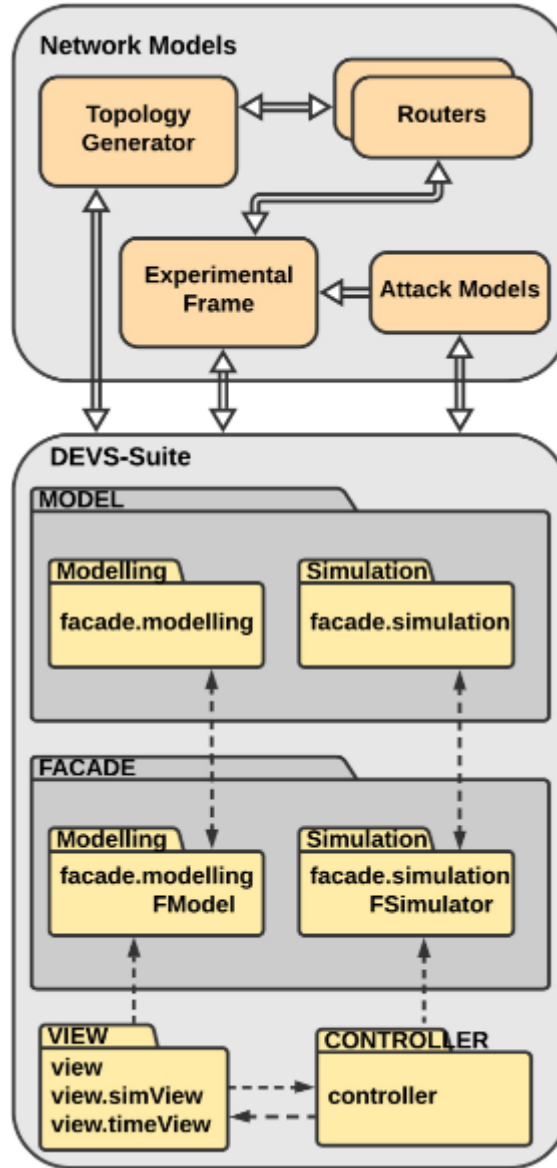 Network Models
Topology
Generator
Routers
Experimental
Frame
Attack Models
DEVS-Suite
MODEL
Modelling
facade.modelling
Simulation
facade.simulation
FACADE
Modelling
facade.modelling
FModel
Simulation
facade.simulation
FSimulator
VIEW
view
view.simView
view.timeView
CONTROLLER
controller